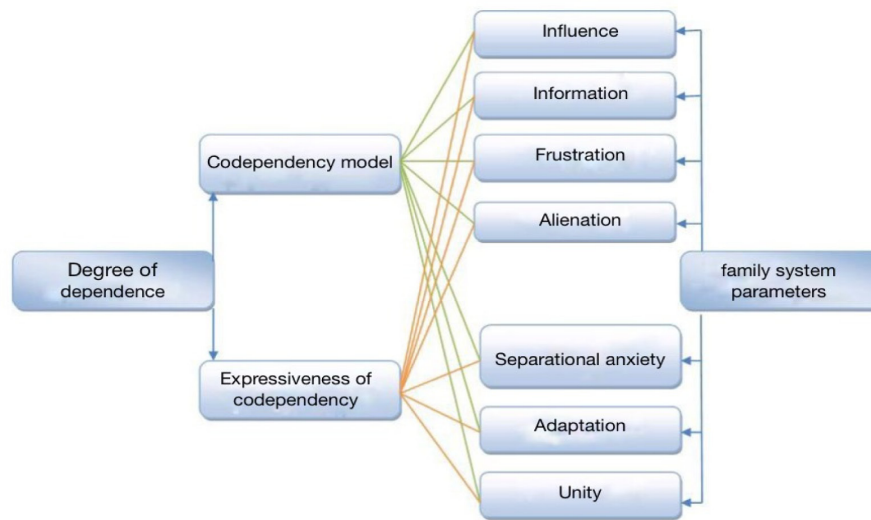 Influence
Information
Codependency model
Frustration
Alienation
Degree of
dependence
family system
parameters
Separational anxiety
Expressiveness of
codependency
Adaptation
Unity